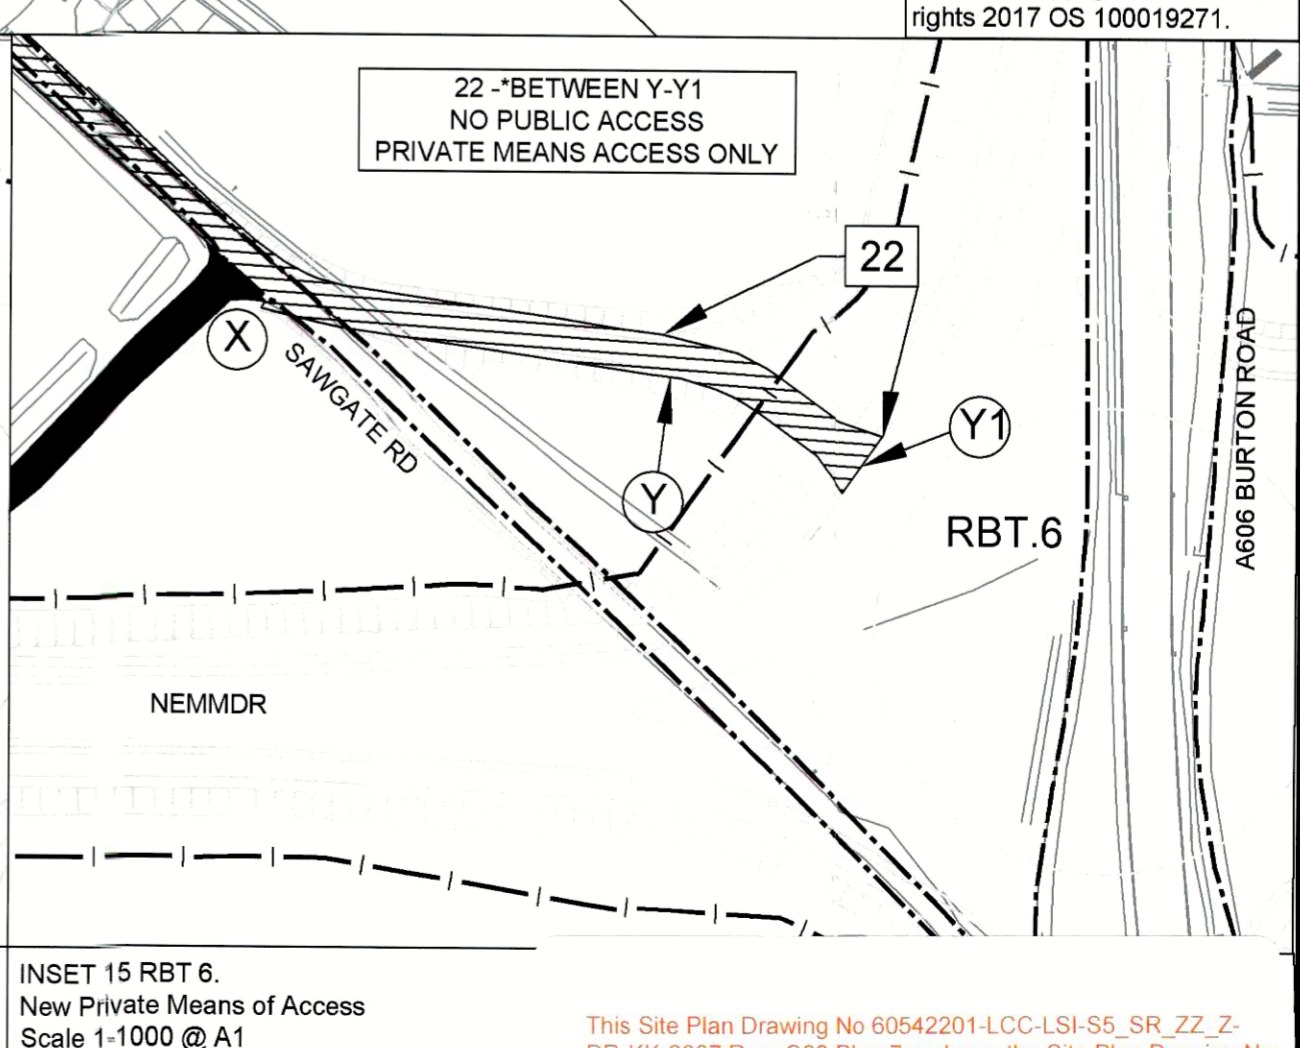 rights 2017 OS 100019271.
22 -*BETWEEN Y-Y1
NO PUBLIC ACCESS
PRIVATE MEANS ACCESS ONLY
22
X
SAWGATE RD
Y
Y1
RBT.6
A606 BURTON ROAD
NEMMDR
INSET 15 RBT 6.
New Private Means of Access
Scale 1-1000 @ A1
This Site Plan Drawing No 60542201-LCC-LSI-S5_SR_ZZ_Z-